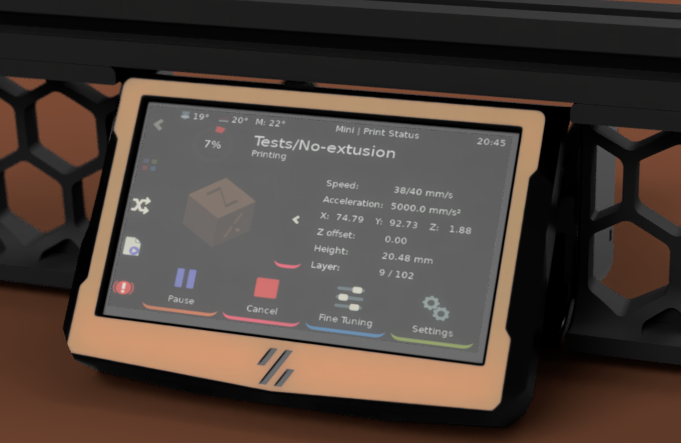 19° 20° M: 22°
Mini | Print Status
20:45
7%
Tests/No-extusion
Printing
Speed: 38/40 mm/s
Acceleration: 5000.0 mm/s²
X: 74.79 Y: 92.73 Z: 1.88
Z offset: 0.00
Height: 20.48 mm
Layer: 9 / 102
Z
Pause
Cancel
Fine Tuning
Settings